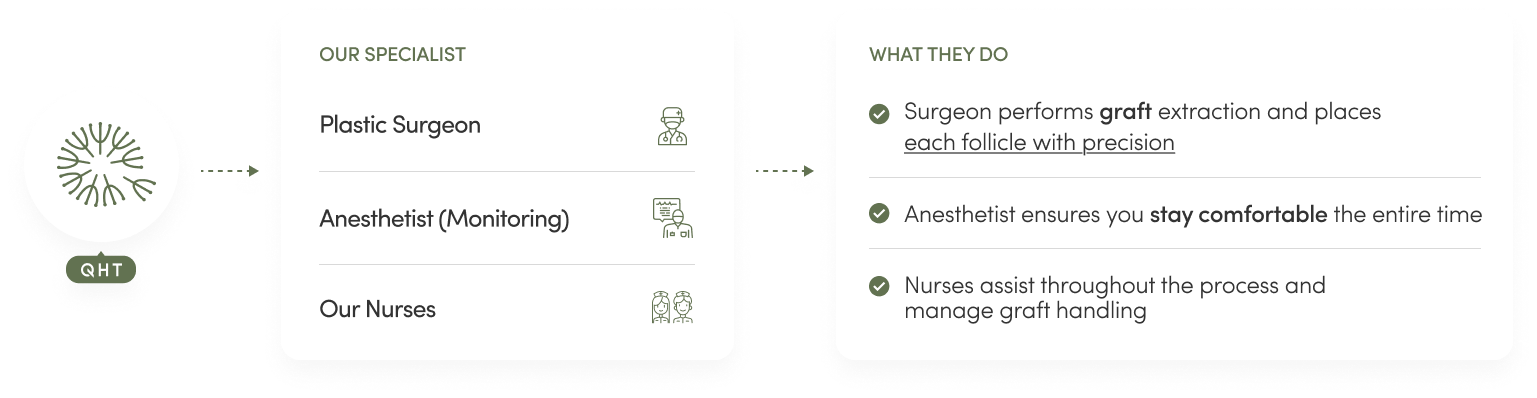 QHT
OUR SPECIALIST
Plastic Surgeon
Anesthetist (Monitoring)
Our Nurses
WHAT THEY DO
Surgeon performs graft extraction and places
each follicle with precision
Anesthetist ensures you stay comfortable the entire time
Nurses assist throughout the process and
manage graft handling